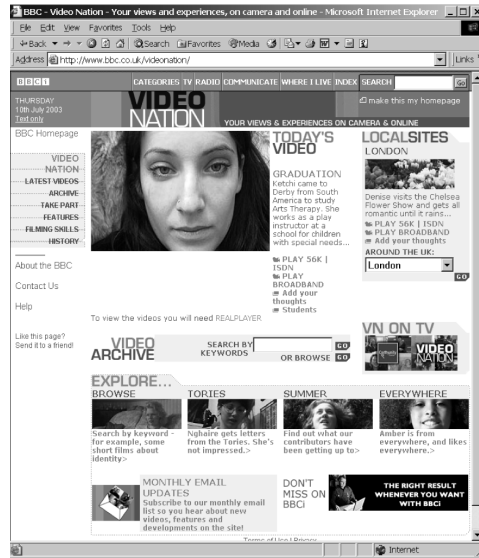 BBC - Video Nation - Your views and experiences, on camera and online - Microsoft Internet Explorer
File Edit View Favorites Tools Help
Back Search Favorites Media
Address http://www.bbc.co.uk/videonation/ Links
BBCi CATEGORIES TV RADIO COMMUNICATE WHERE I LIVE INDEX SEARCH Go
THURSDAY
10th July 2003
Text only
VIDEO
NATION
make this my homepage
YOUR VIEWS & EXPERIENCES ON CAMERA & ONLINE
BBC Homepage
VIDEO
NATION
LATEST VIDEOS
ARCHIVE
TAKE PART
FEATURES
FILMING SKILLS
HISTORY
About the BBC
Contact Us
Help
Like this page?
Send it to a friend!
TODAY'S
VIDEO
GRADUATION
Ketchi came to
Derby from South
America to study
Arts Therapy. She
works as a play
instructor at a
school for children
with special needs...
PLAY 56K |
ISDN
PLAY
BROADBAND
Add your
thoughts
Students
To view the videos you will need REALPLAYER
LOCALSITES
LONDON
Denise visits the Chelsea
Flower Show and gets all
romantic until it rains...
PLAY 56K | ISDN
PLAY BROADBAND
Add your thoughts
AROUND THE UK:
London
GO
VIDEO
ARCHIVE
SEARCH BY
KEYWORDS
GO
OR BROWSE GO
VN ON TV
VIDEO
NATION
EXPLORE...
BROWSE
Search by keyword -
for example, some
short films about
identity>
TORIES
Nghaire gets letters
from the Tories. She's
not impressed.>
SUMMER
Find out what our
contributors have
been getting up to>
EVERYWHERE
Amber is from
everywhere, and likes
everywhere.>
MONTHLY EMAIL
UPDATES
Subscribe to our monthly email
list so you hear about new
videos, features and
developments on the site!
DON'T
MISS ON
BBCi
THE RIGHT RESULT
WHENEVER YOU WANT
WITH BBCi
Terms of Use | Privacy
Internet